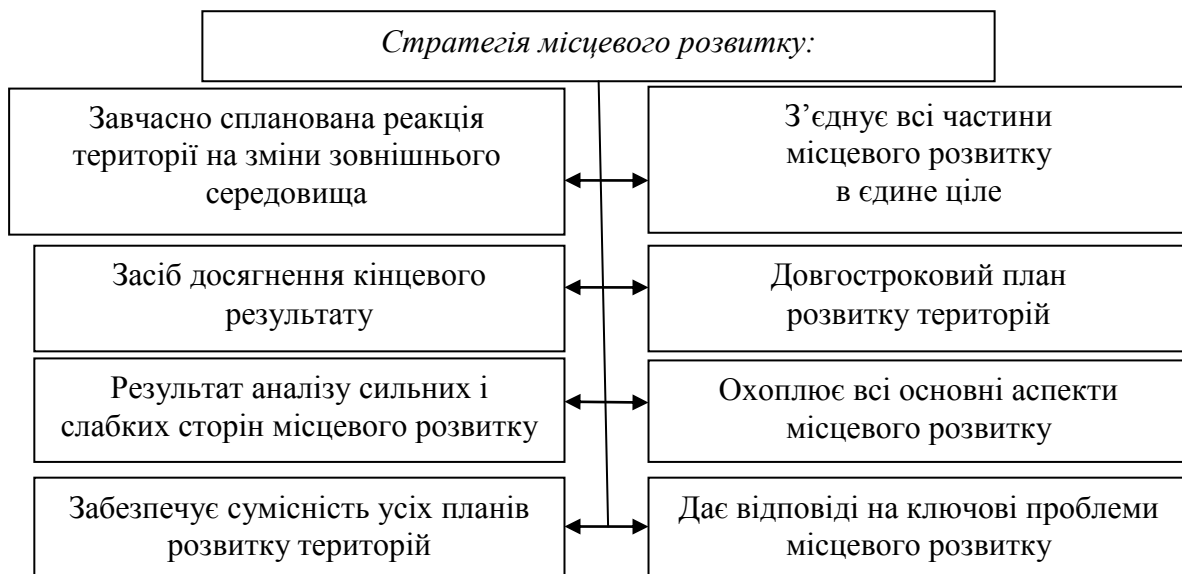 Стратегія місцевого розвитку:
Завчасно спланована реакція
території на зміни зовнішнього
середовища
З’єднує всі частини
місцевого розвитку
в єдине ціле
Засіб досягнення кінцевого
результату
Довгостроковий план
розвитку територій
Результат аналізу сильних і
слабких сторін місцевого розвитку
Охоплює всі основні аспекти
місцевого розвитку
Забезпечує сумісність усіх планів
розвитку територій
Дає відповіді на ключові проблеми
місцевого розвитку